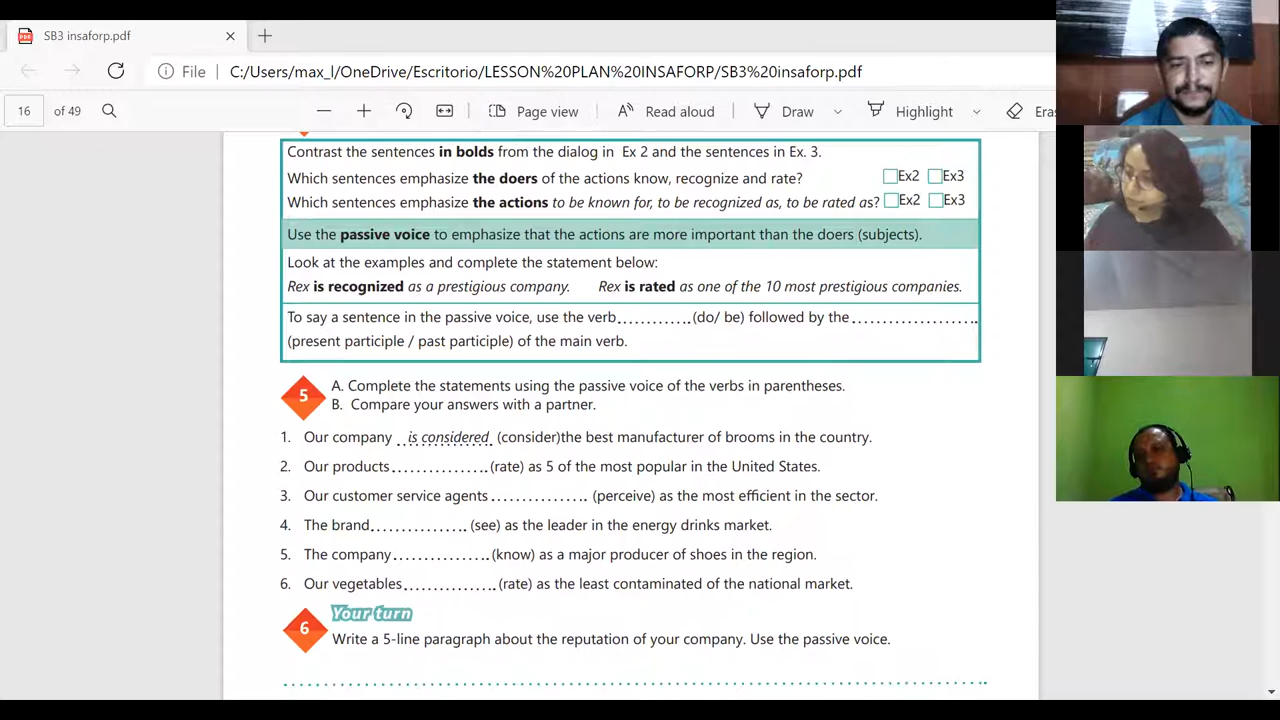 SB3 insaforp.pdf
File C:/Users/max_l/OneDrive/Escritorio/LESSON%20PLAN%20INSAFORP/SB3%20insaforp.pdf
16 of 49 Page view Read aloud Draw Highlight Eras
Contrast the sentences in bolds from the dialog in Ex 2 and the sentences in Ex. 3.
Which sentences emphasize the doers of the actions know, recognize and rate? Ex2 Ex3
Which sentences emphasize the actions to be known for, to be recognized as, to be rated as? Ex2 Ex3
Use the passive voice to emphasize that the actions are more important than the doers (subjects).
Look at the examples and complete the statement below:
Rex is recognized as a prestigious company. Rex is rated as one of the 10 most prestigious companies.
To say a sentence in the passive voice, use the verb............(do/ be) followed by the....................
(present participle / past participle) of the main verb.
5 A. Complete the statements using the passive voice of the verbs in parentheses.
B. Compare your answers with a partner.
1. Our company ..is considered. (consider)the best manufacturer of brooms in the country.
2. Our products................(rate) as 5 of the most popular in the United States.
3. Our customer service agents ............... (perceive) as the most efficient in the sector.
4. The brand................(see) as the leader in the energy drinks market.
5. The company................(know) as a major producer of shoes in the region.
6. Our vegetables...............(rate) as the least contaminated of the national market.
Your turn
6 Write a 5-line paragraph about the reputation of your company. Use the passive voice.